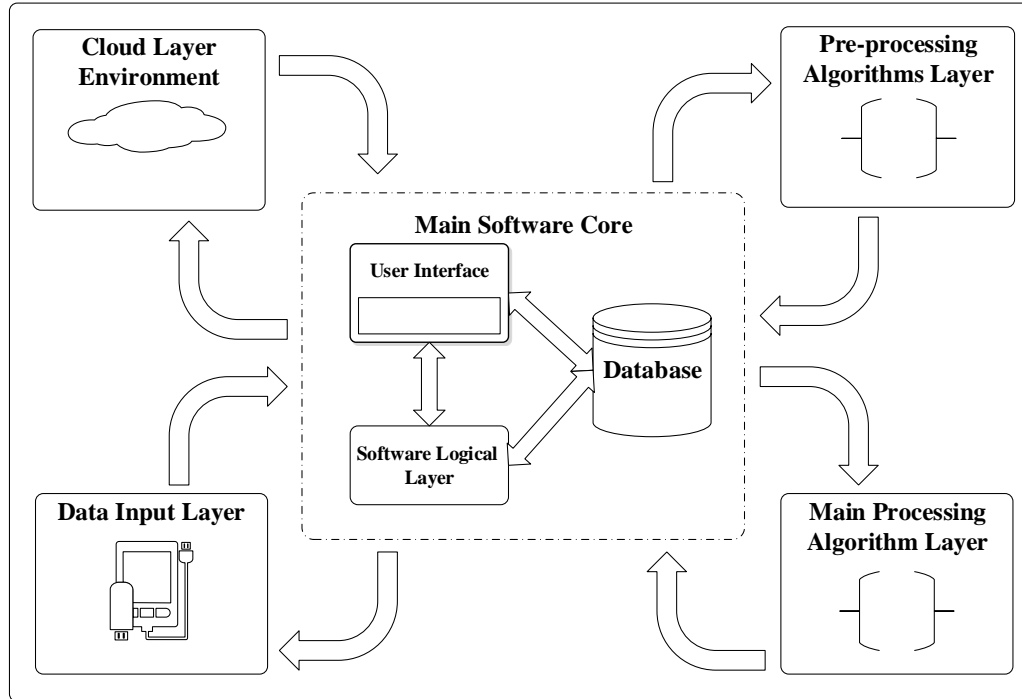 Cloud Layer
Environment
Pre-processing
Algorithms Layer
Main Software Core
User Interface
Database
Software Logical
Layer
Data Input Layer
Main Processing
Algorithm Layer